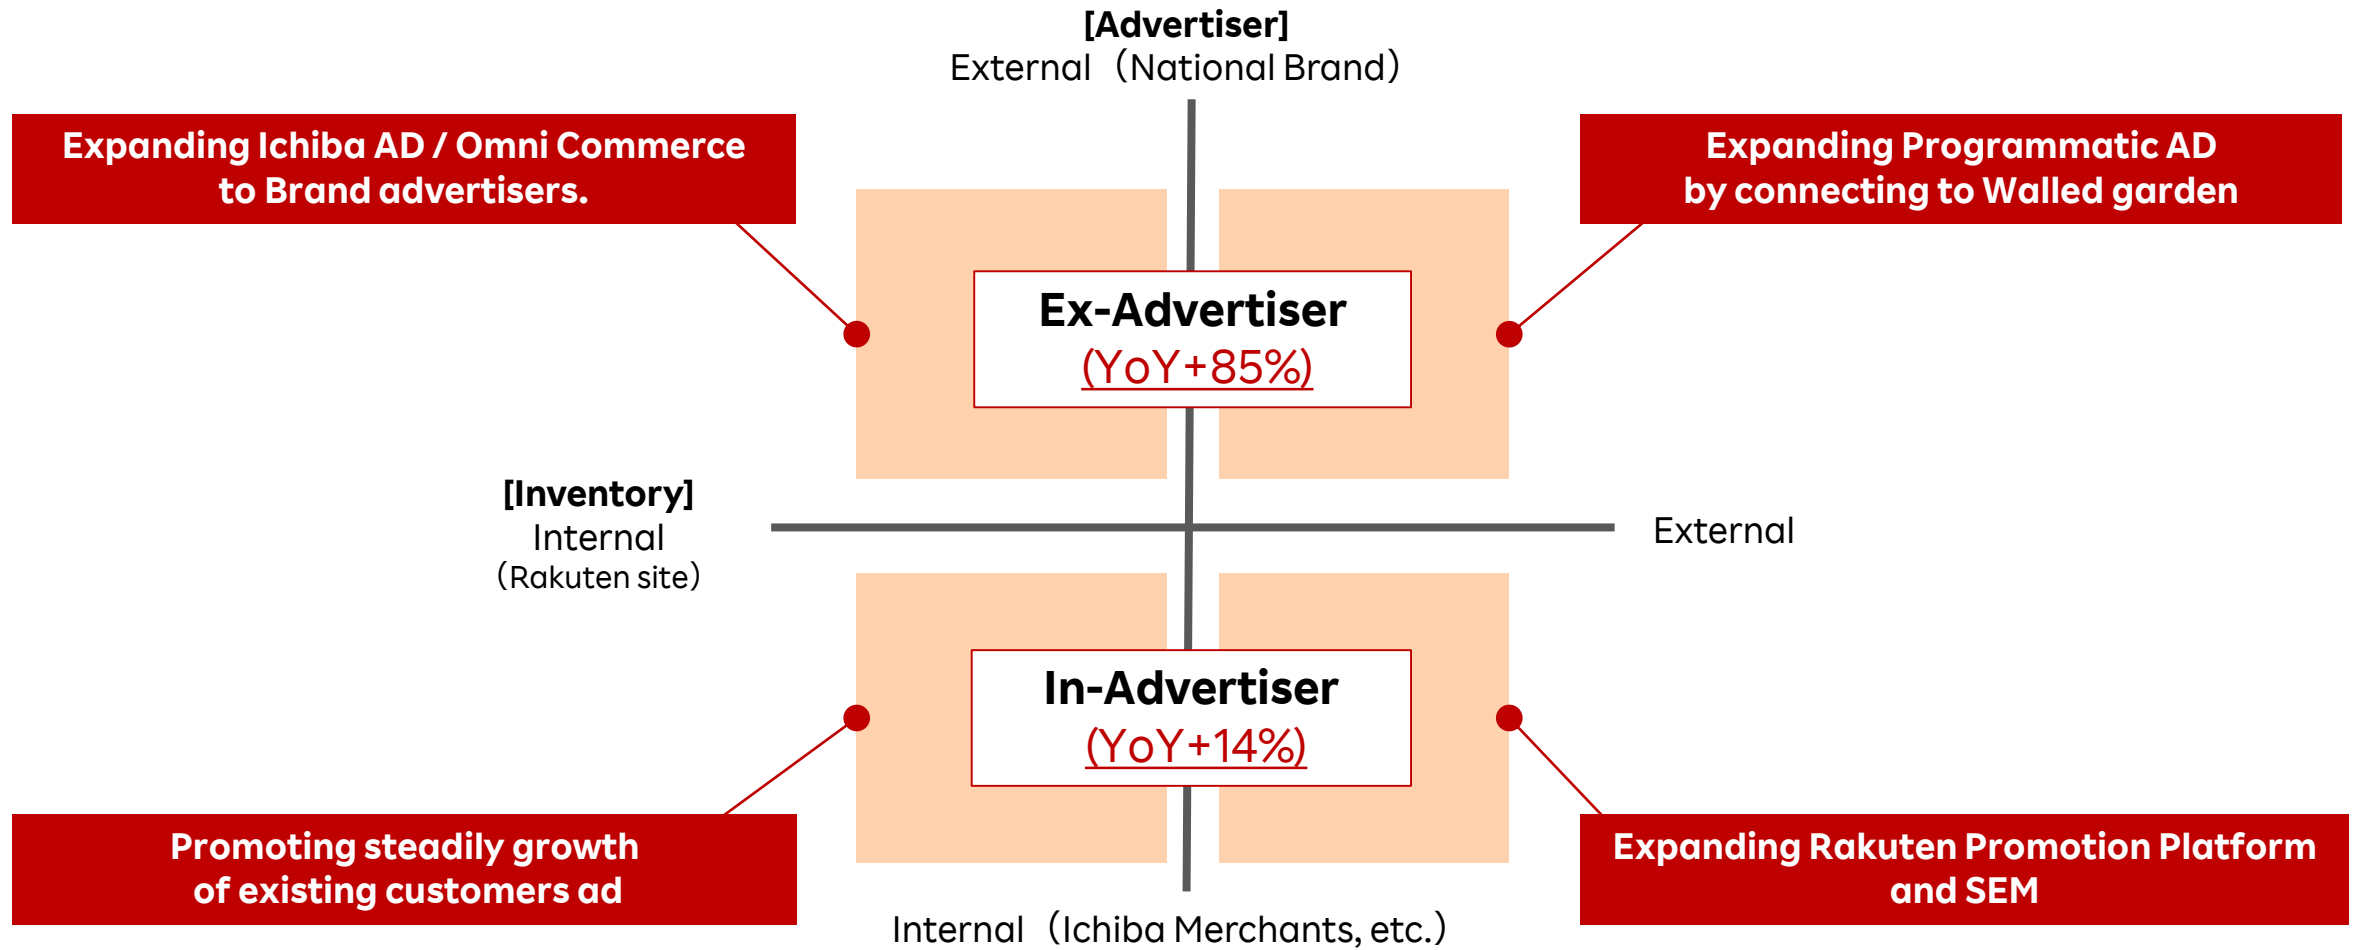 [Advertiser]
External（National Brand）
Expanding Ichiba AD / Omni Commerce
to Brand advertisers.
Expanding Programmatic AD
by connecting to Walled garden
Ex-Advertiser
(YoY+85%)
[Inventory]
Internal
（Rakuten site）
External
In-Advertiser
(YoY+14%)
Promoting steadily growth
of existing customers ad
Expanding Rakuten Promotion Platform
and SEM
Internal（Ichiba Merchants, etc.）